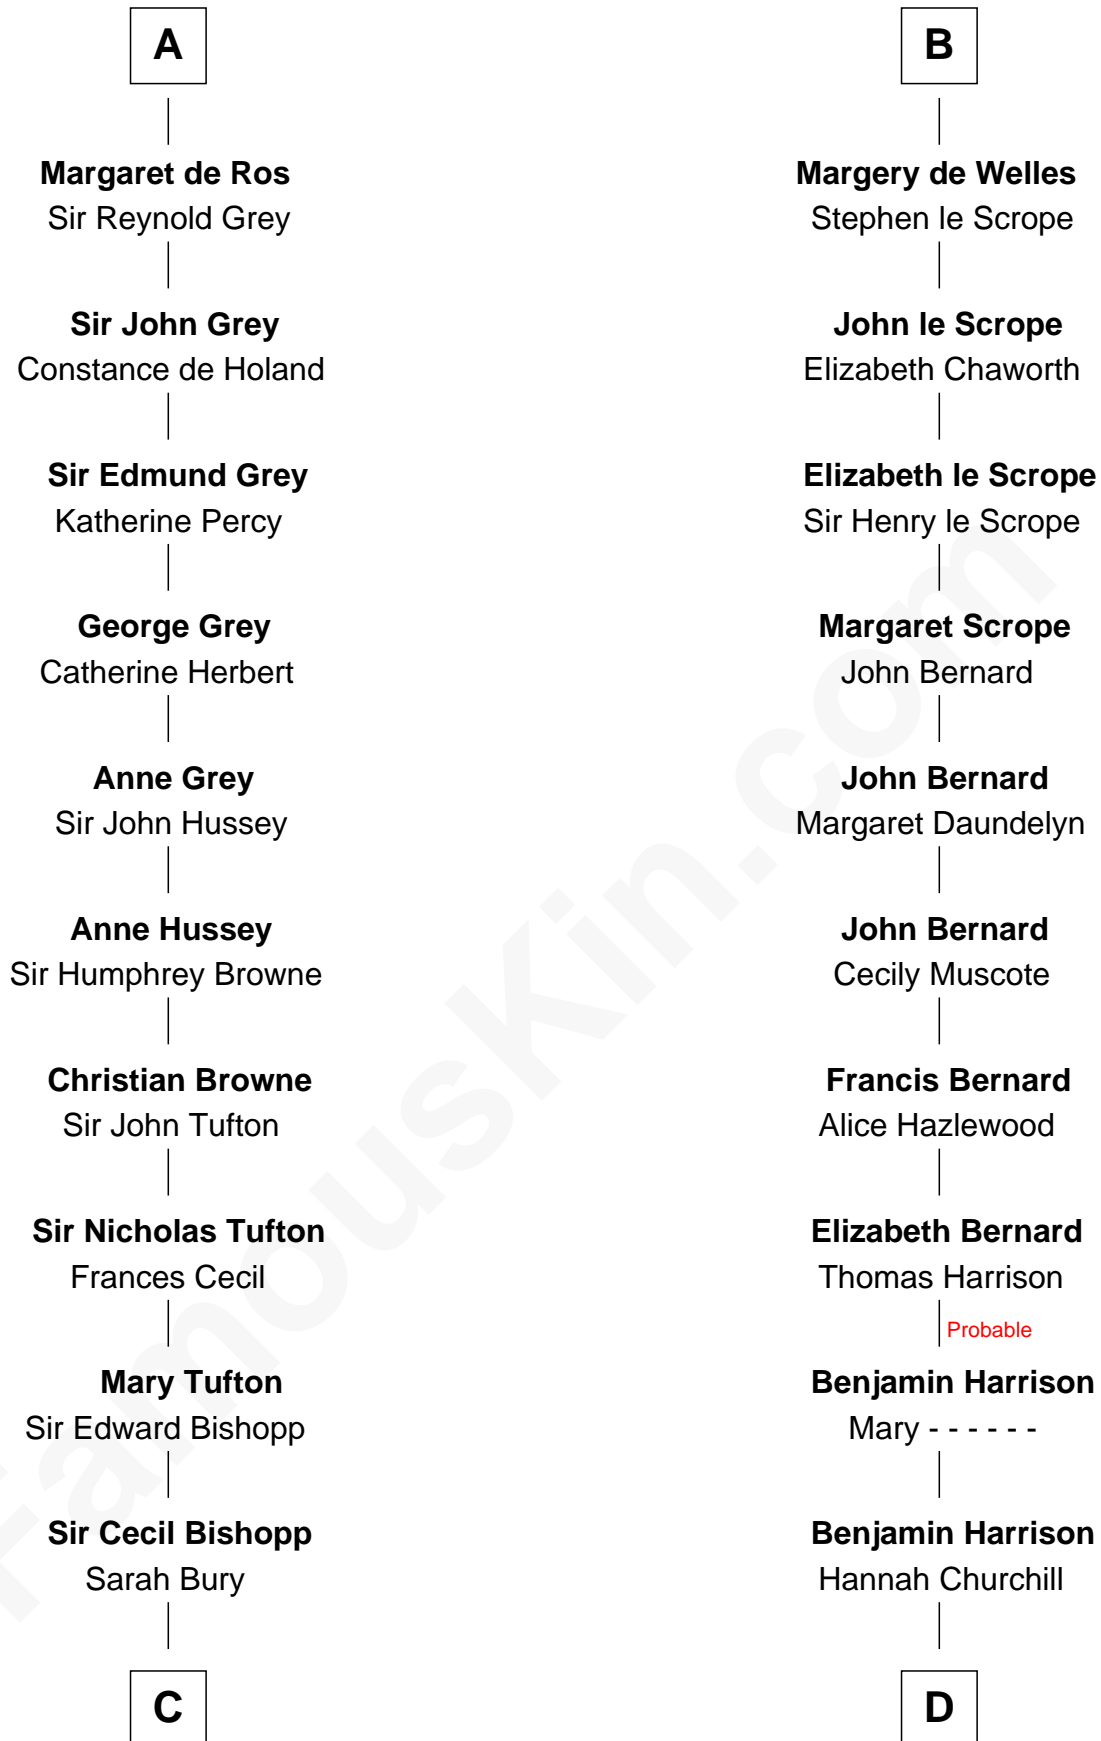 A
Margaret de Ros
Sir Reynold Grey
Sir John Grey
Constance de Holand
Sir Edmund Grey
Katherine Percy
George Grey
Catherine Herbert
Anne Grey
Sir John Hussey
Anne Hussey
Sir Humphrey Browne
Christian Browne
Sir John Tufton
Sir Nicholas Tufton
Frances Cecil
Mary Tufton
Sir Edward Bishopp
Sir Cecil Bishopp
Sarah Bury
C
B
Margery de Welles
Stephen le Scrope
John le Scrope
Elizabeth Chaworth
Elizabeth le Scrope
Sir Henry le Scrope
Margaret Scrope
John Bernard
John Bernard
Margaret Daundelyn
John Bernard
Cecily Muscote
Francis Bernard
Alice Hazlewood
Elizabeth Bernard
Thomas Harrison
Probable
Benjamin Harrison
Mary - - - - - -
Benjamin Harrison
Hannah Churchill
D
FamousKin.com